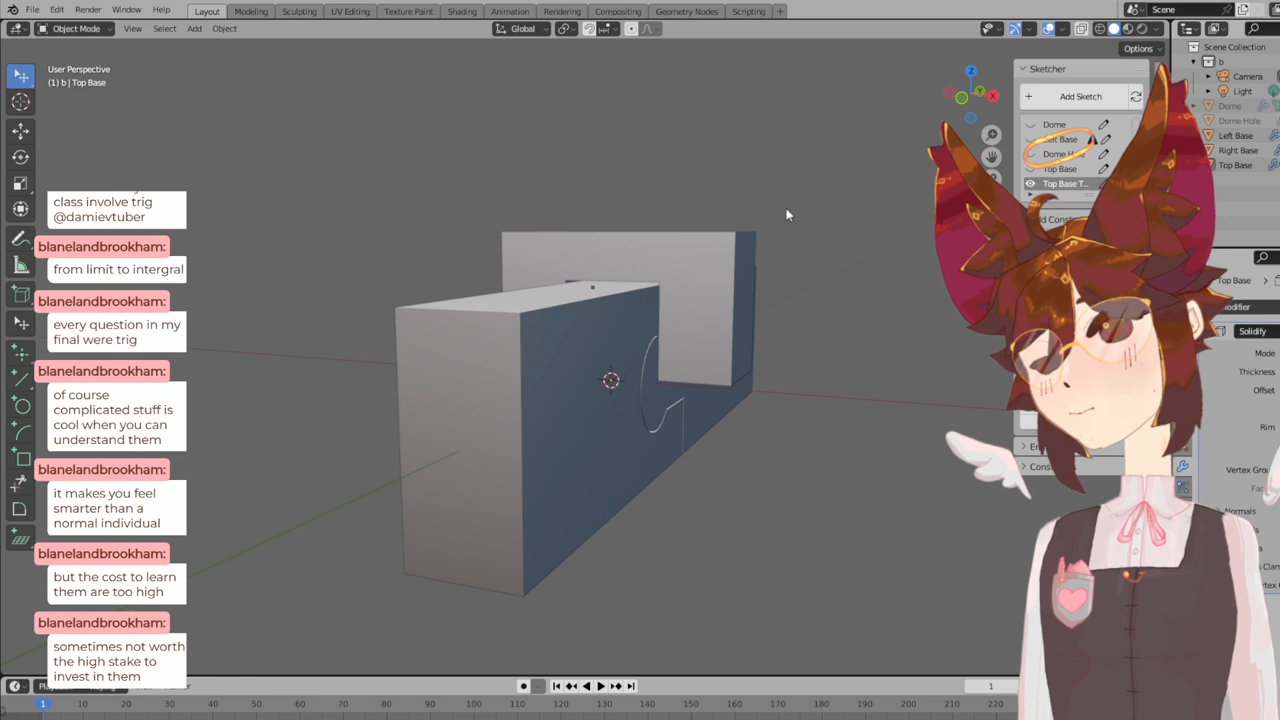 File Edit Render Window Help Layout Modeling Sculpting UV Editing Texture Paint Shading Animation Rendering Compositing Geometry Nodes Scripting + Scene
Object Mode View Select Add Object Global
Options
User Perspective
(1) b | Top Base
Z
Y
X
Sketcher
Add Sketch
Dome
Base
Dome
Base
Top Base T...
Scene Collection
b
Camera
Light
Dome
Dome Hole
Left Base
Right Base
Top Base
Top Base
Solidify
Mode
Thickness
Offset
Rim
Vertex
Normals
class involve trig
@damievtuber
blanelandbrookham:
from limit to intergral
blanelandbrookham:
every question in my
final were trig
blanelandbrookham:
of course
complicated stuff is
cool when you can
understand them
blanelandbrookham:
it makes you feel
smarter than a
normal individual
blanelandbrookham:
but the cost to learn
them are too high
blanelandbrookham:
sometimes not worth
the high stake to
invest in them
1
1 10 20 30 40 50 60 70 80 90 100 110 120 130 140 150 160 170 180 190 200 210 220